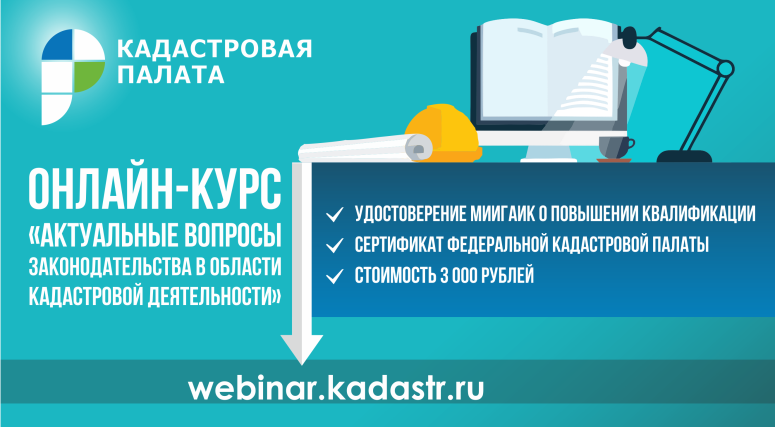 КАДАСТРОВАЯ
ПАЛАТА
ОНЛАЙН-КУРС
«АКТУАЛЬНЫЕ ВОПРОСЫ
ЗАКОНОДАТЕЛЬСТВА В ОБЛАСТИ
КАДАСТРОВОЙ ДЕЯТЕЛЬНОСТИ»
УДОСТОВЕРЕНИЕ МИИГАИК О ПОВЫШЕНИИ КВАЛИФИКАЦИИ
СЕРТИФИКАТ ФЕДЕРАЛЬНОЙ КАДАСТРОВОЙ ПАЛАТЫ
СТОИМОСТЬ 3 000 РУБЛЕЙ
webinar.kadastr.ru